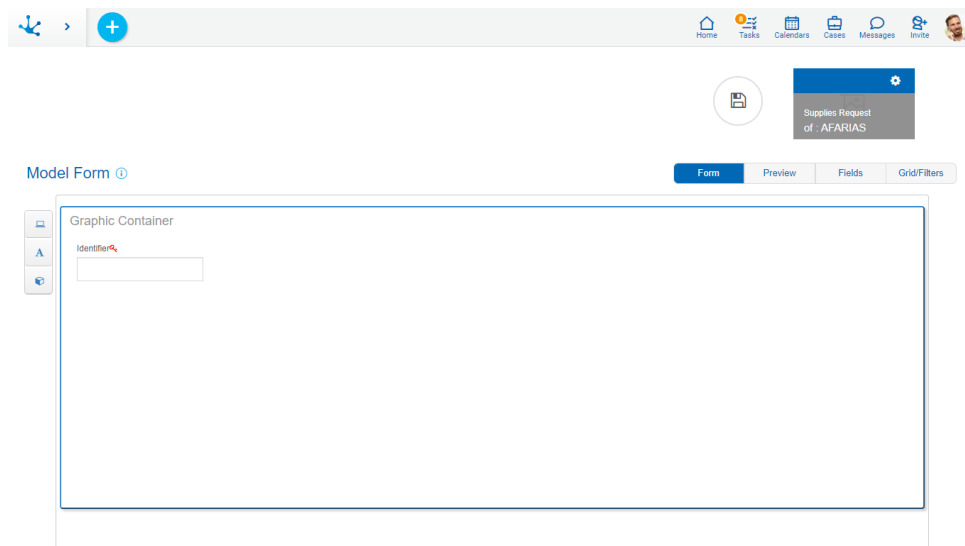 8
Home Tasks Calendars Cases Messages Invite
Supplies Request
of : AFARIAS
Model Form
Form Preview Fields Grid/Filters
Graphic Container
A
Identifier